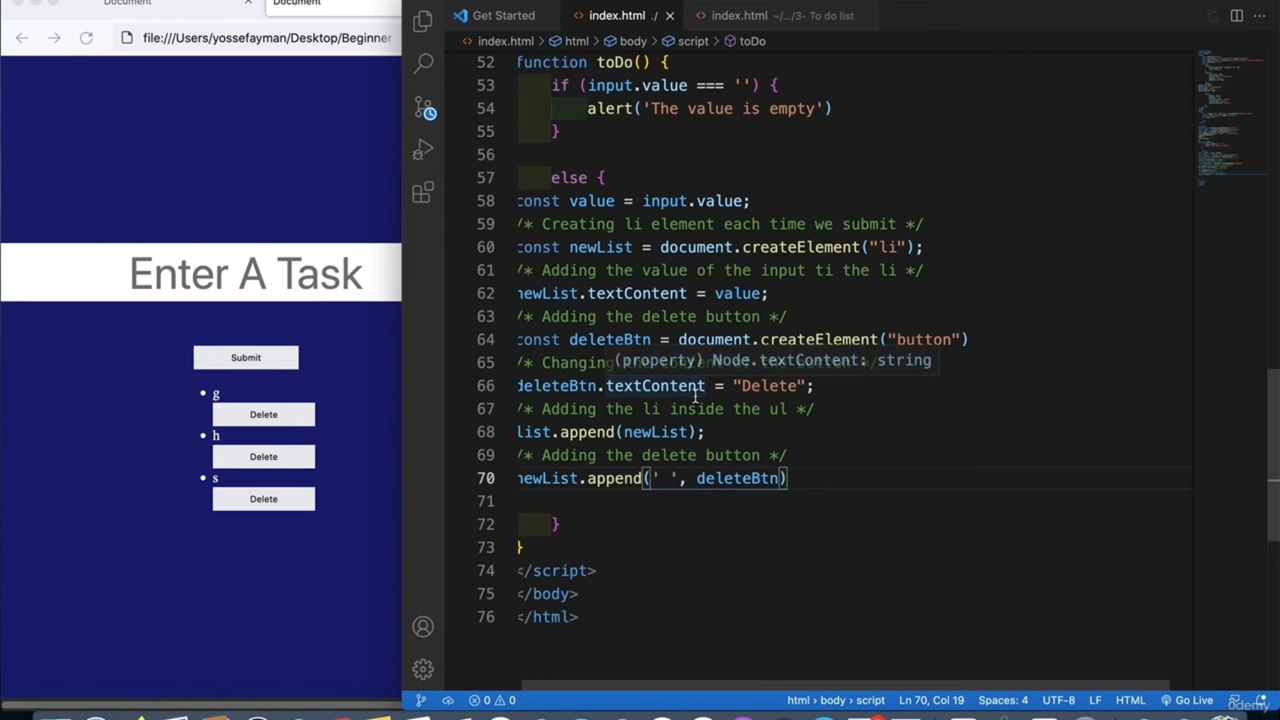 Document
Document
file:///Users/yossefayman/Desktop/Beginner
Enter A Task
Submit
g
Delete
h
Delete
s
Delete
Get Started
index.html ./
index.html ~/.../3- To do list
index.html > html > body > script > toDo
52 function toDo() {
53 if (input.value === '') {
54 alert('The value is empty')
55 }
56
57 else {
58 const value = input.value;
59 /* Creating li element each time we submit */
60 const newList = document.createElement("li");
61 /* Adding the value of the input ti the li */
62 newList.textContent = value;
63 /* Adding the delete button */
64 const deleteBtn = document.createElement("button")
65 /* Changing
(property) Node.textContent: string
66 deleteBtn.textContent = "Delete";
67 /* Adding the li inside the ul */
68 list.append(newList);
69 /* Adding the delete button */
70 newList.append(' ', deleteBtn)
71
72 }
73 }
74 </script>
75 </body>
76 </html>
0 0
html > body > script
Ln 70, Col 19
Spaces: 4
UTF-8
LF
HTML
Go Live
udemy